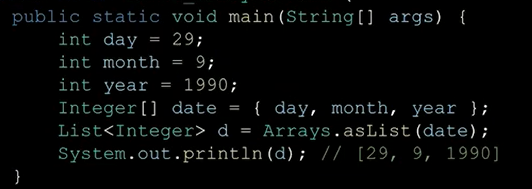 public static void main(String[] args) {
    int day = 29;
    int month = 9;
    int year = 1990;
    Integer[] date = { day, month, year };
    List<Integer> d = Arrays.asList(date);
    System.out.println(d); // [29, 9, 1990]
}